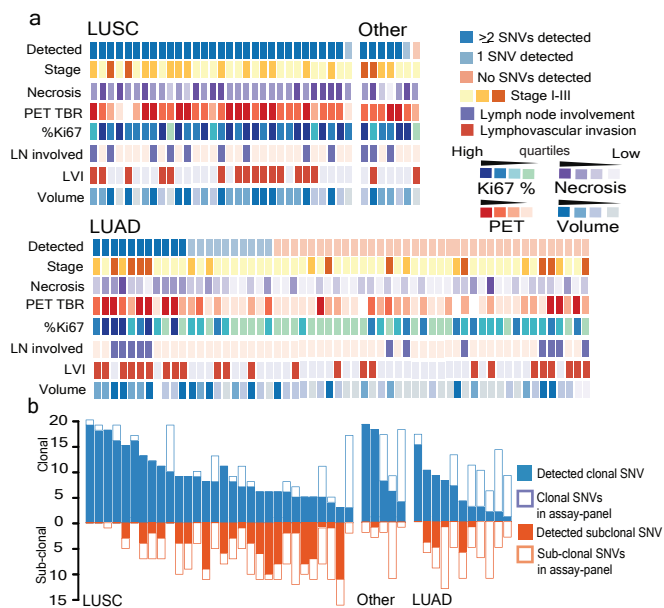 a
LUSC
Other
Detected
Stage
Necrosis
PET TBR
%Ki67
LN involved
LVI
Volume
≥2 SNVs detected
1 SNV detected
No SNVs detected
Stage I-III
Lymph node involvement
Lymphovascular invasion
High quartiles Low
Ki67 % Necrosis
PET Volume
LUAD
Detected
Stage
Necrosis
PET TBR
%Ki67
LN involved
LVI
Volume
b
20
15
10
5
0
5
10
15
Clonal
Sub-clonal
LUSC
Other
LUAD
Detected clonal SNV
Clonal SNVs
in assay-panel
Detected subclonal SNV
Sub-clonal SNVs
in assay-panel